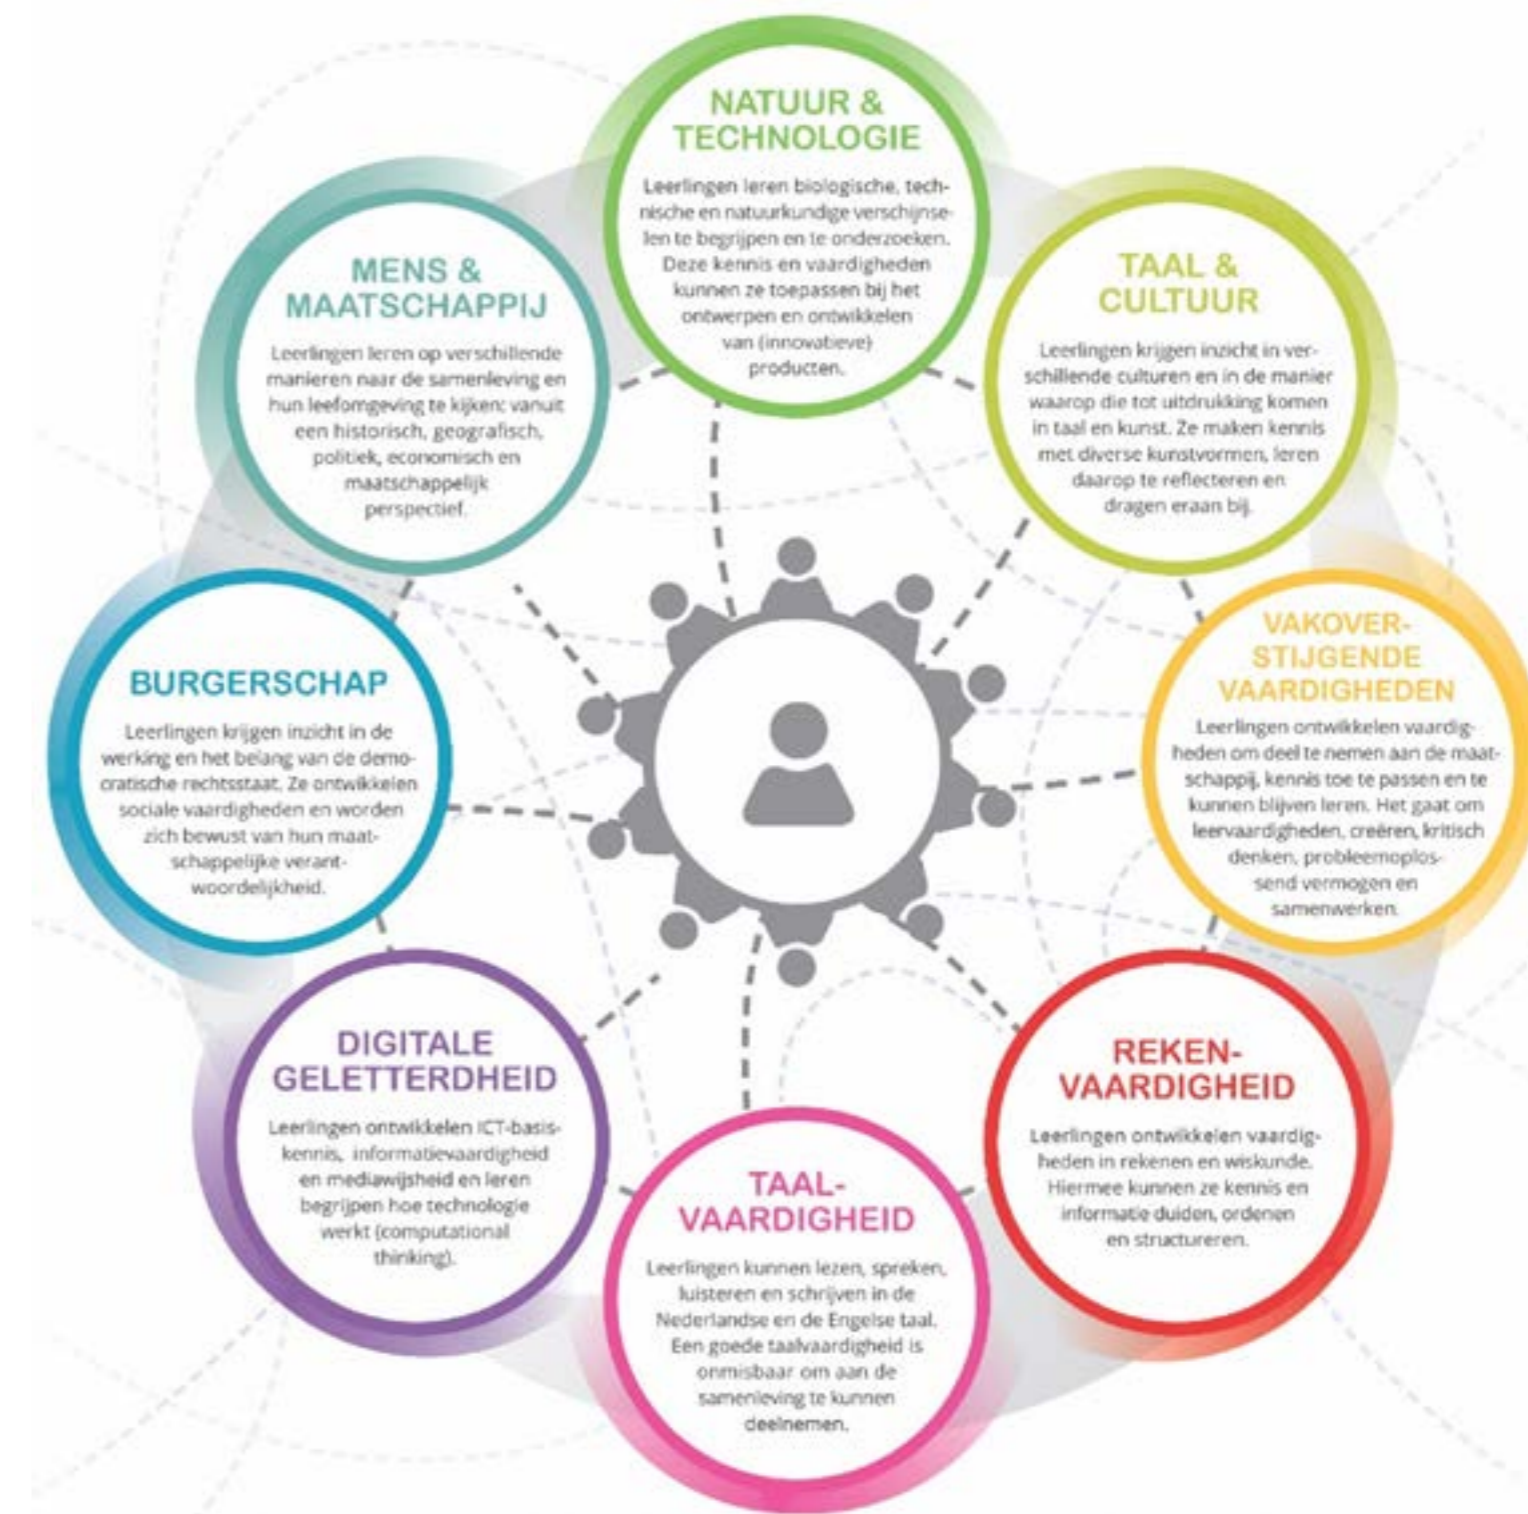 NATUUR &
TECHNOLOGIE
Leerlingen leren biologische, tech-
nische en natuurkundige verschijnse-
len te begrijpen en te onderzoeken.
Deze kennis en vaardigheden
kunnen ze toepassen bij het
ontwerpen en ontwikkelen
van (innovatieve)
producten.
TAAL &
CULTUUR
Leerlingen krijgen inzicht in ver-
schillende culturen en in de manier
waarop die tot uitdrukking komen
in taal en kunst. Ze maken kennis
met diverse kunstvormen, leren
daarop te reflecteren en
dragen eraan bij.
VAKOVER-
STIJGENDE
VAARDIGHEDEN
Leerlingen ontwikkelen vaardig-
heden om deel te nemen aan de maat-
schappij, kennis toe te passen en te
kunnen blijven leren. Het gaat om
leervaardigheden, creëren, kritisch
denken, probleemoplos-
send vermogen en
samenwerken.
REKEN-
VAARDIGHEID
Leerlingen ontwikkelen vaardig-
heden in rekenen en wiskunde.
Hiermee kunnen ze kennis en
informatie duiden, ordenen
en structureren.
TAAL-
VAARDIGHEID
Leerlingen kunnen lezen, spreken,
luisteren en schrijven in de
Nederlandse en de Engelse taal.
Een goede taalvaardigheid is
onmisbaar om aan de
samenleving te kunnen
deelnemen.
DIGITALE
GELETTERDHEID
Leerlingen ontwikkelen ICT-basis-
kennis, informatievaardigheid
en mediawijsheid en leren
begrijpen hoe technologie
werkt (computational
thinking).
BURGERSCHAP
Leerlingen krijgen inzicht in de
werking en het belang van de demo-
cratische rechtsstaat. Ze ontwikkelen
sociale vaardigheden en worden
zich bewust van hun maat-
schappelijke verant-
woordelijkheid.
MENS &
MAATSCHAPPIJ
Leerlingen leren op verschillende
manieren naar de samenleving en
hun leefomgeving te kijken: vanuit
een historisch, geografisch,
politiek, economisch en
maatschappelijk
perspectief.